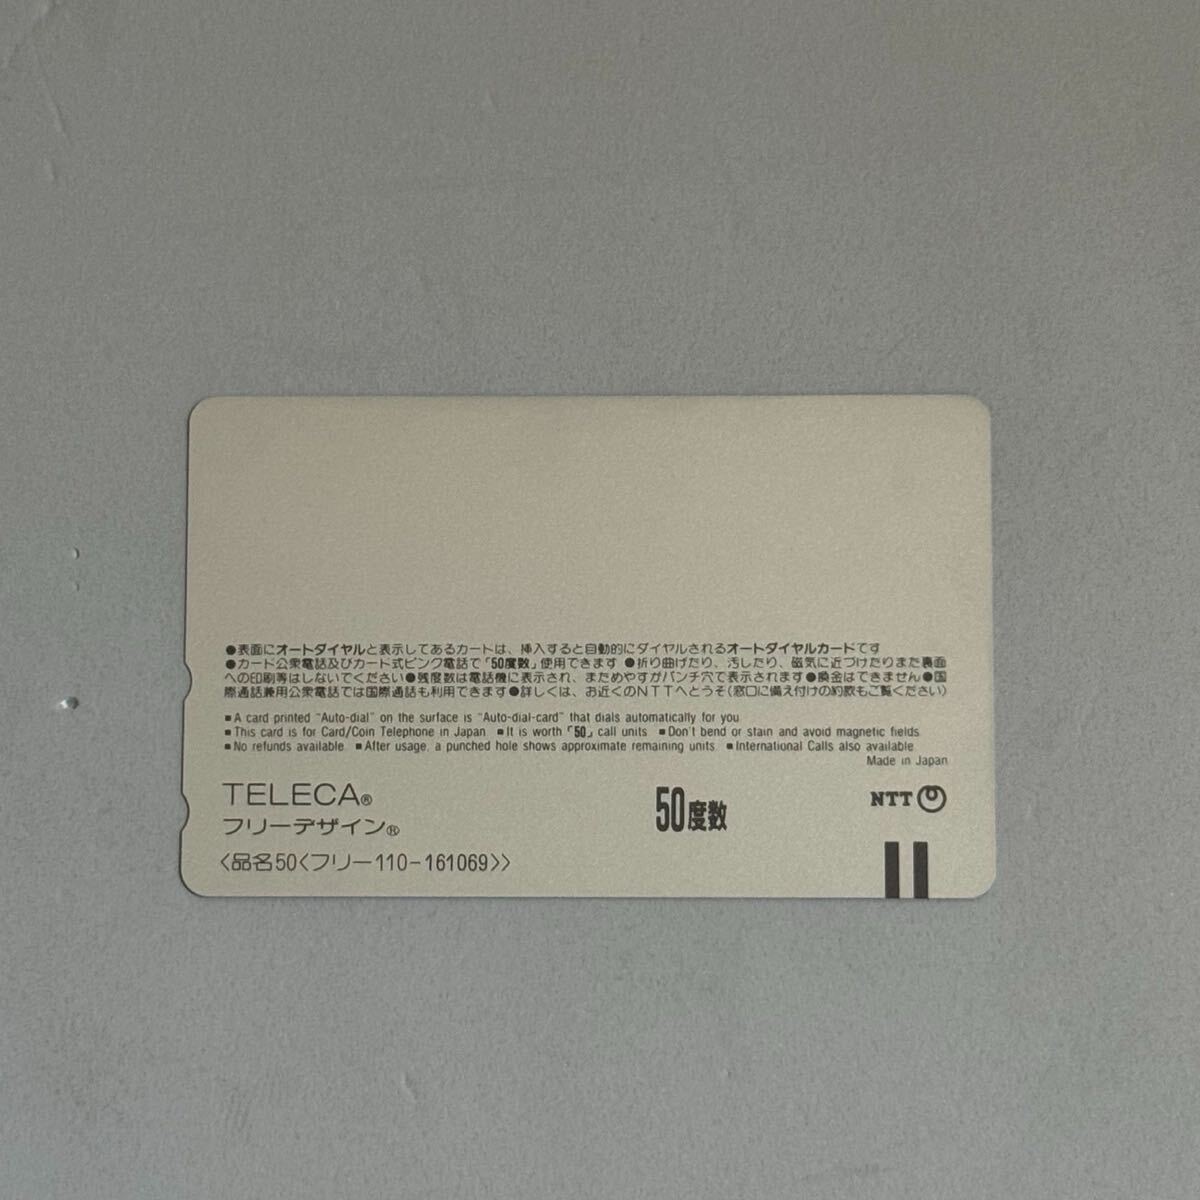 ●表面にオートダイヤルと表示してあるカートは、挿入すると自動的にダイヤルされるオートダイヤルカードです
●カード公衆電話及びカード式ピンク電話で「50度数」使用できます ●折り曲げたり、汚したり、磁気に近づけたりまた裏面
への印刷等はしないでください●残度数は電話機に表示され、まためやすがパンチ穴で表示されます●換金はできません●国
際通話兼用公衆電話では国際通話も利用できます●詳しくは、お近くのNTTへとうぞ(窓口に備え付けの約款もご覧ください)
■A card printed "Auto-dial" on the surface is "Auto-dial-card" that dials automatically for you
■This card is for Card/Coin Telephone in Japan. ■It is worth「50」call units. ■Don't bend or stain and avoid magnetic fields.
■No refunds available. ■After usage, a punched hole shows approximate remaining units. ■International Calls also available.
Made in Japan
TELECA®
フリーデザイン®
50度数
NTT
〈品名50〈フリー110-161069〉〉